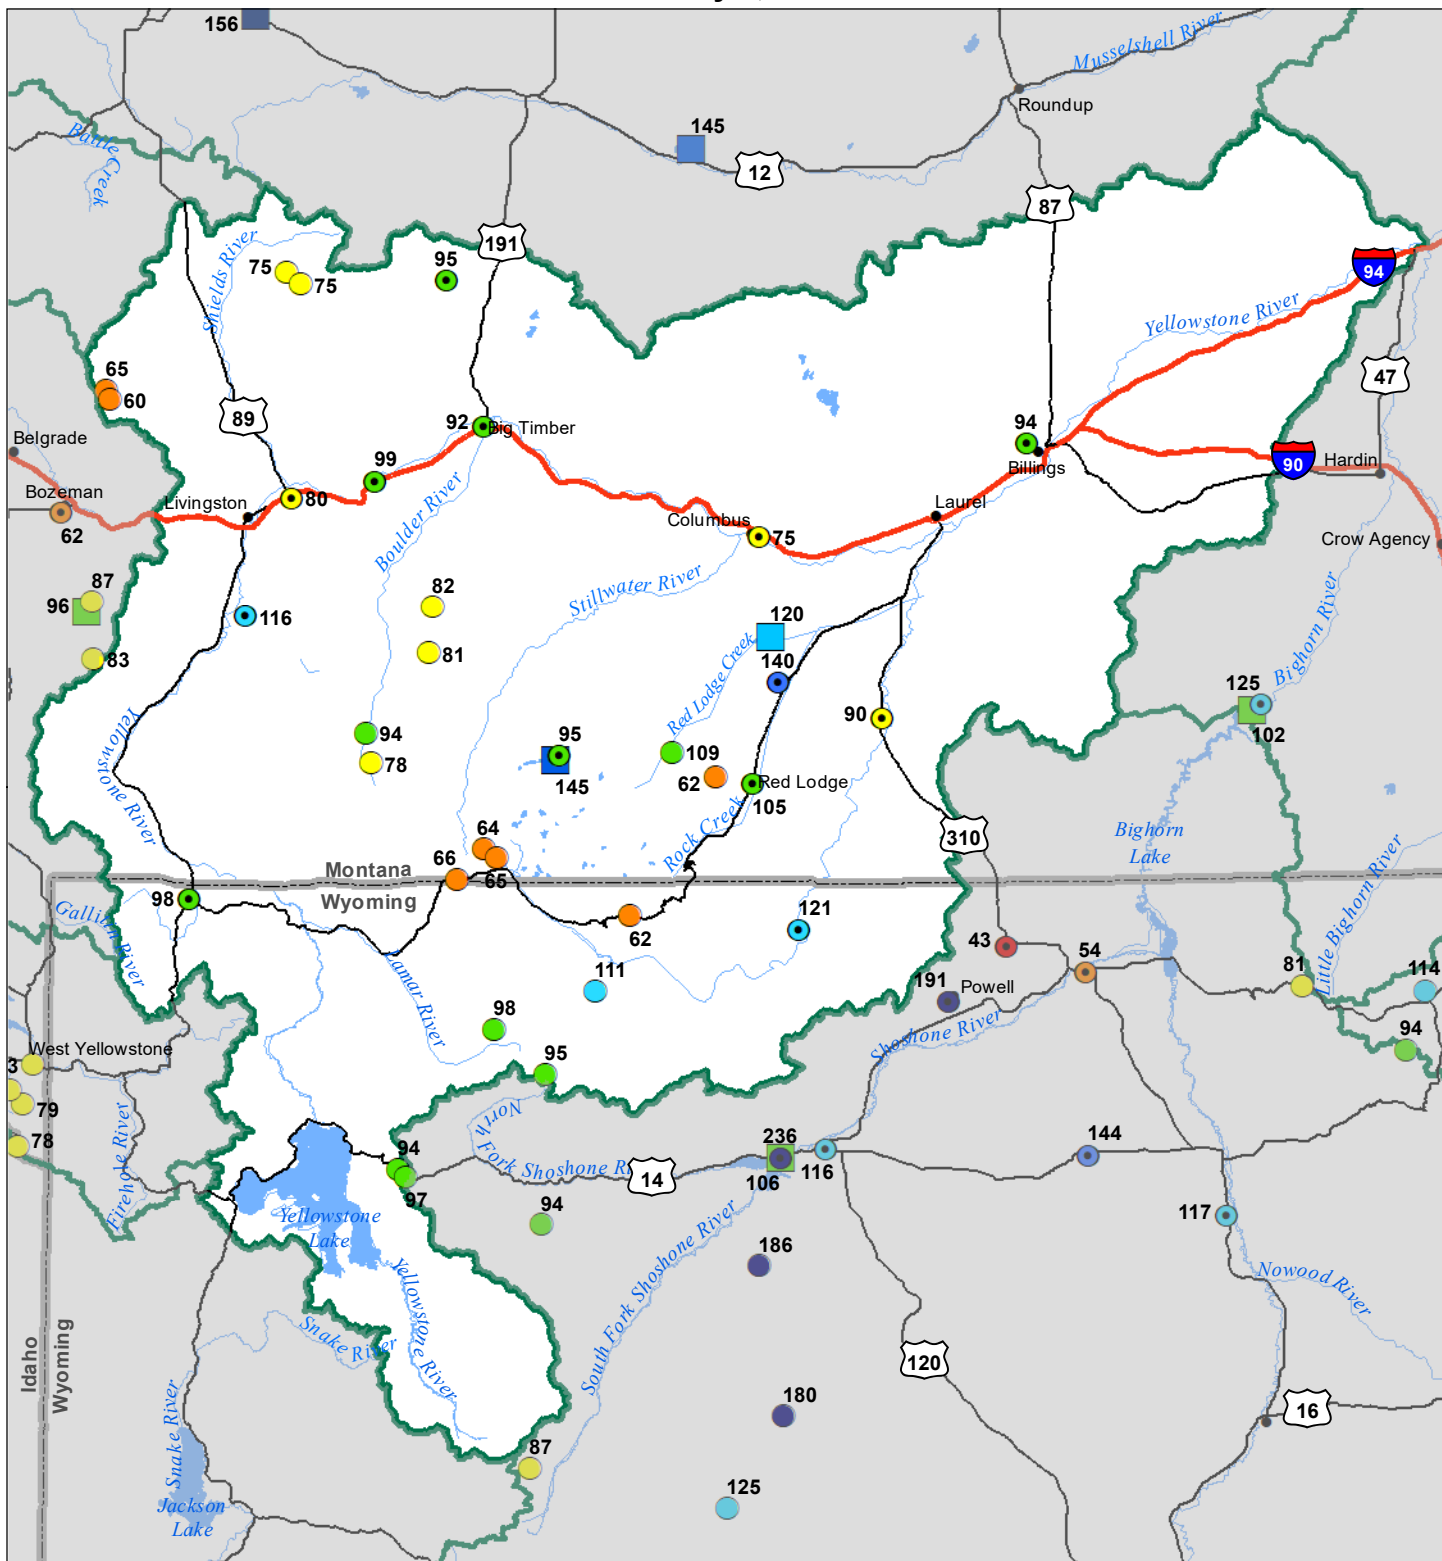 156
Musselshell River
Roundup
145
12
Battle
Creek
87
191
Shields River
75
75
95
94
Yellowstone River
47
65
60
89
92
Big Timber
94
Billings
Belgrade
99
90
Hardin
Bozeman
62
Livingston
80
Laurel
Columbus
75
Crow Agency
Boulder River
Stillwater River
87
96
82
116
120
Bighorn River
81
83
Red Lodge Creek
140
125
102
90
Yellowstone River
94
78
95
145
109
62
Red Lodge
105
Rock Creek
310
Bighorn
Lake
64
66
65
Montana
Wyoming
Little Bighorn River
98
Gallitin River
62
121
43
54
81
114
Lamar River
111
191
Powell
98
Shoshone River
94
West Yellowstone
3
95
79
78
Firehole River
North
Fork Shoshone R
14
94
97
236
106
116
144
Yellowstone
Lake
94
117
South Fork Shoshone River
186
Yellowstone River
Nowood River
Snake River
Idaho
Wyoming
120
180
16
Snake River
87
Jackson
Lake
125